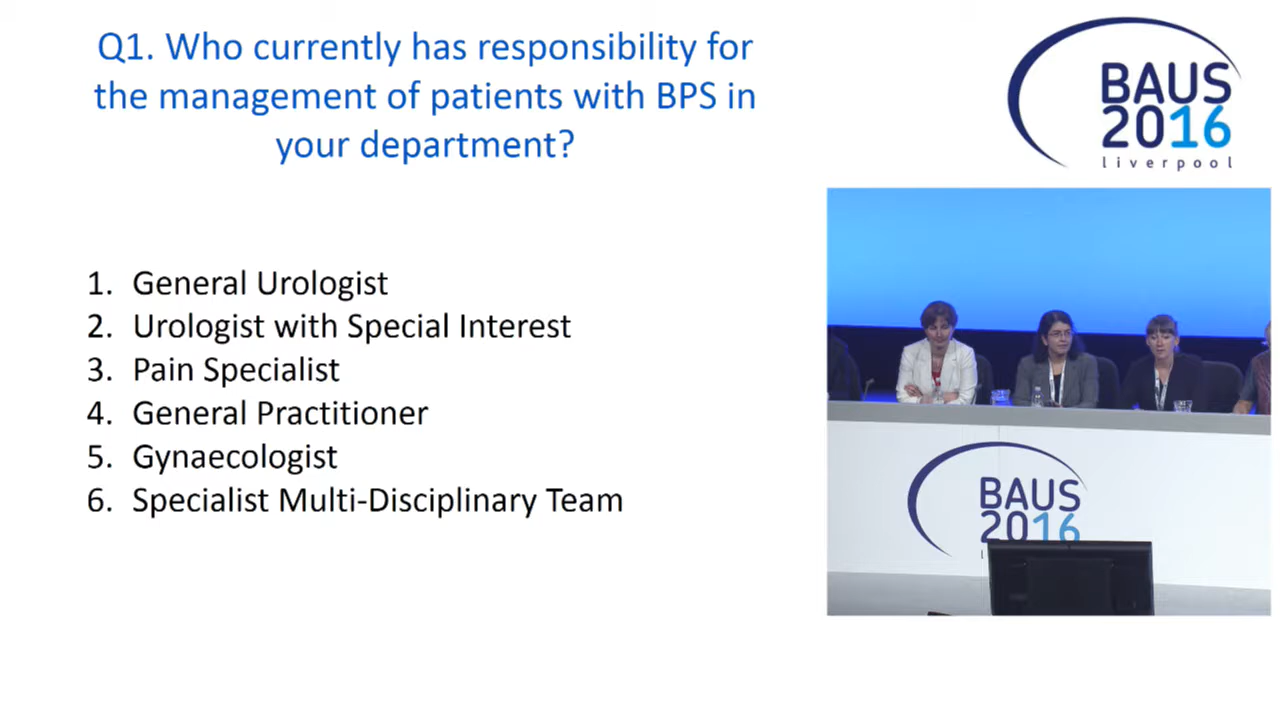 Q1. Who currently has responsibility for
the management of patients with BPS in
your department?
1. General Urologist
2. Urologist with Special Interest
3. Pain Specialist
4. General Practitioner
5. Gynaecologist
6. Specialist Multi-Disciplinary Team
BAUS
2016
liverpool
BAUS
2016